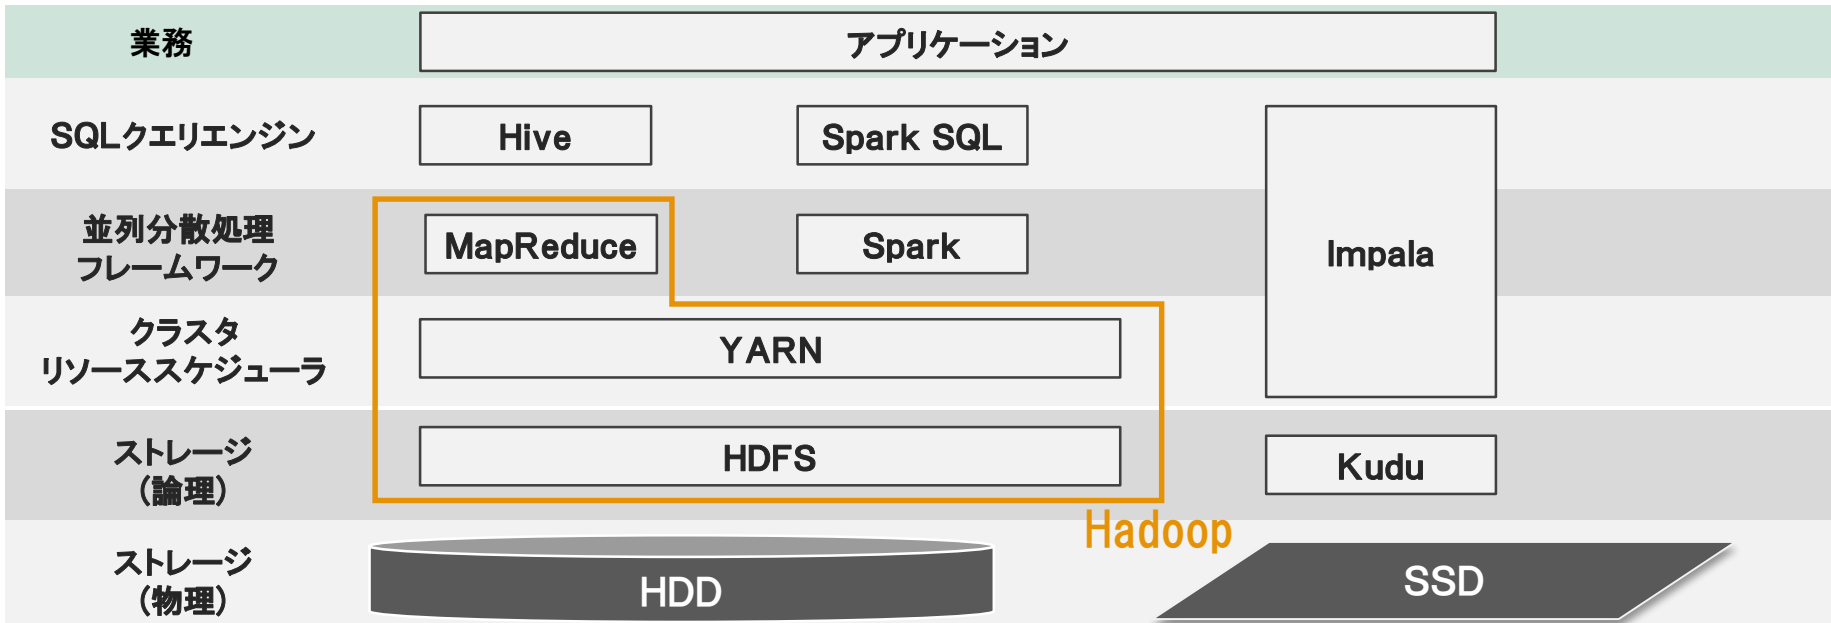 業務
アプリケーション
SQLクエリエンジン
Hive
Spark SQL
並列分散処理
フレームワーク
MapReduce
Spark
Impala
クラスタ
リソーススケジューラ
YARN
ストレージ
(論理)
HDFS
Kudu
Hadoop
ストレージ
(物理)
HDD
SSD